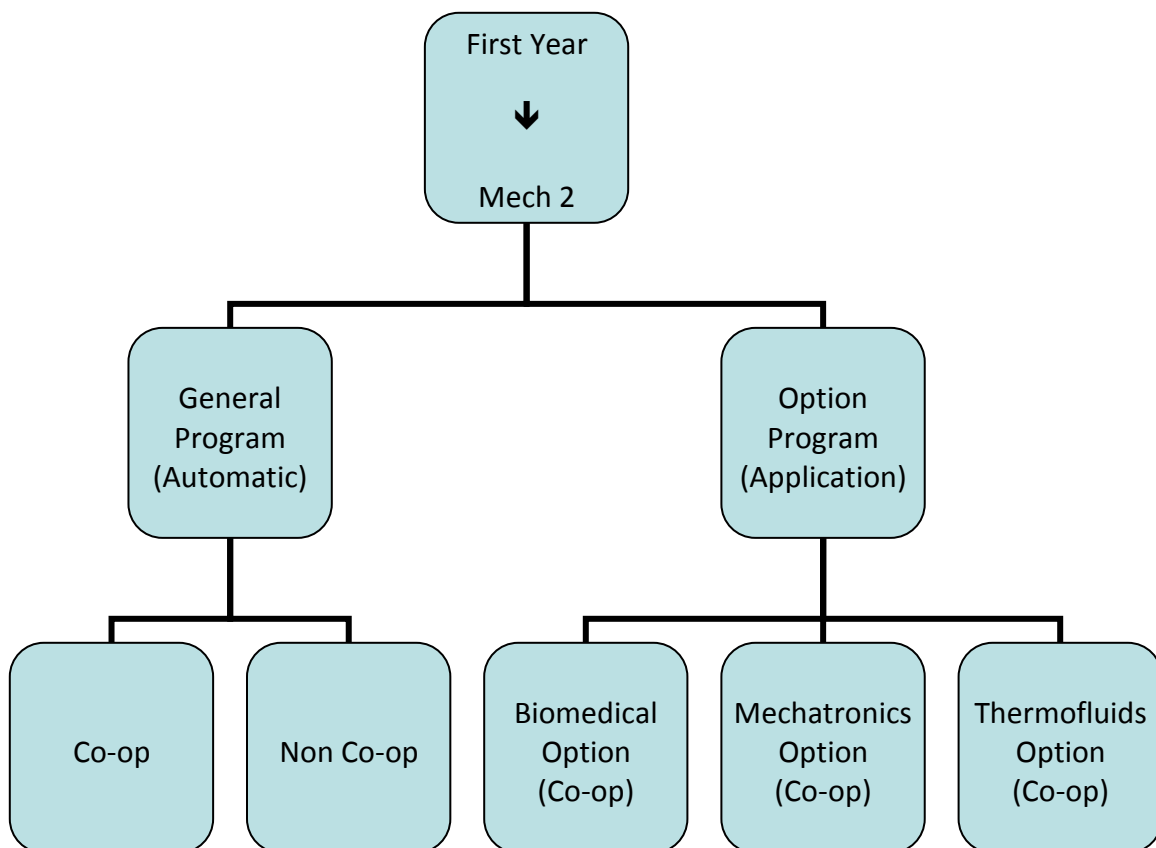 First Year
↓
Mech 2
General
Program
(Automatic)
Option
Program
(Application)
Co-op
Non Co-op
Biomedical
Option
(Co-op)
Mechatronics
Option
(Co-op)
Thermofluids
Option
(Co-op)